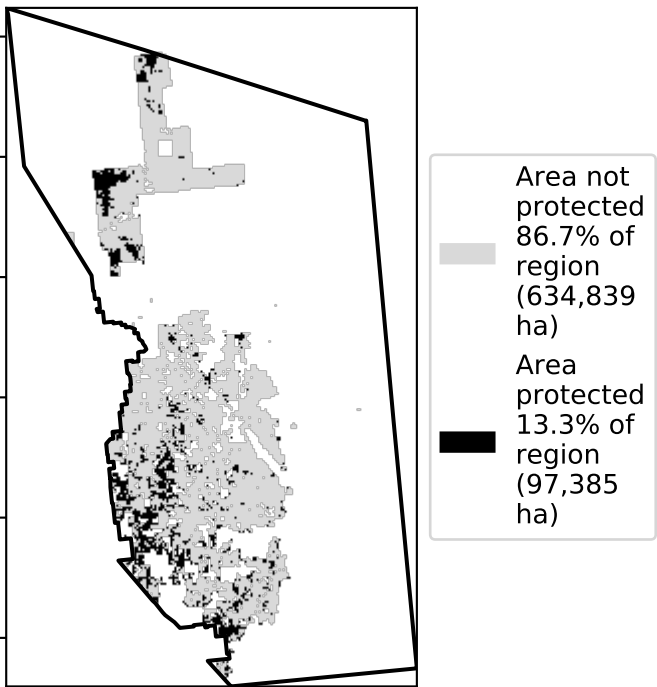 Area not
protected
86.7% of
region
(634,839
ha)
Area
protected
13.3% of
region
(97,385
ha)